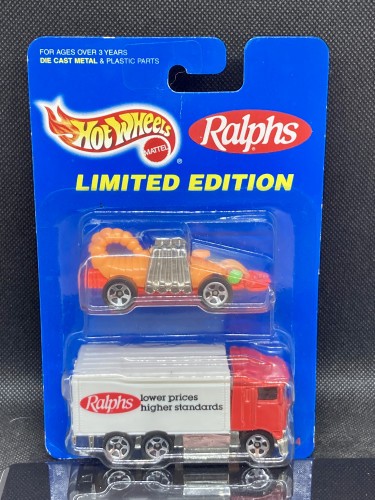 FOR AGES OVER 3 YEARS
DIE CAST METAL & PLASTIC PARTS
Hot Wheels
MATTEL
®
Ralphs
®
LIMITED EDITION
Ralphs
lower prices
higher standards
4